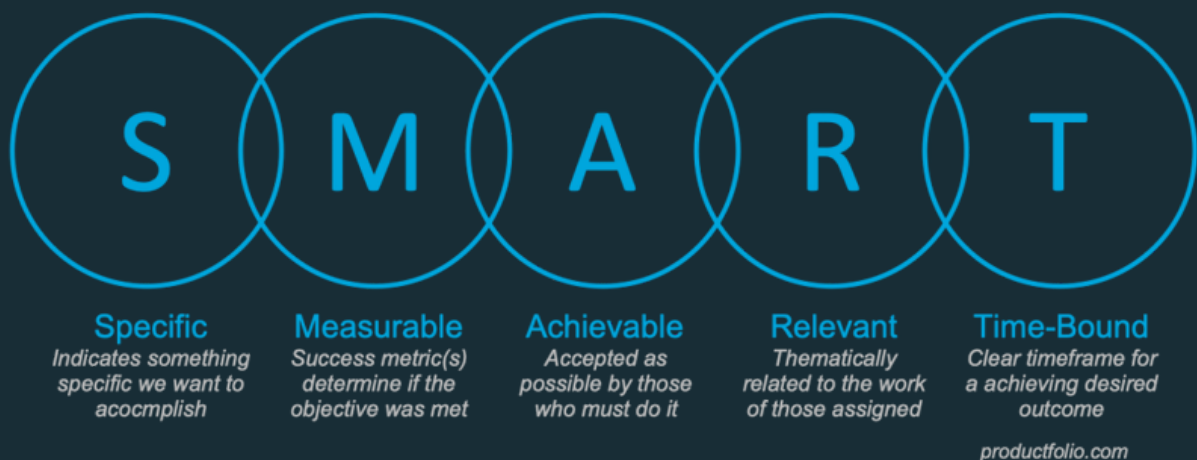 S M A R T
Specific
Indicates something
specific we want to
acocmplish
Measurable
Success metric(s)
determine if the
objective was met
Achievable
Accepted as
possible by those
who must do it
Relevant
Thematically
related to the work
of those assigned
Time-Bound
Clear timeframe for
a achieving desired
outcome
productfolio.com